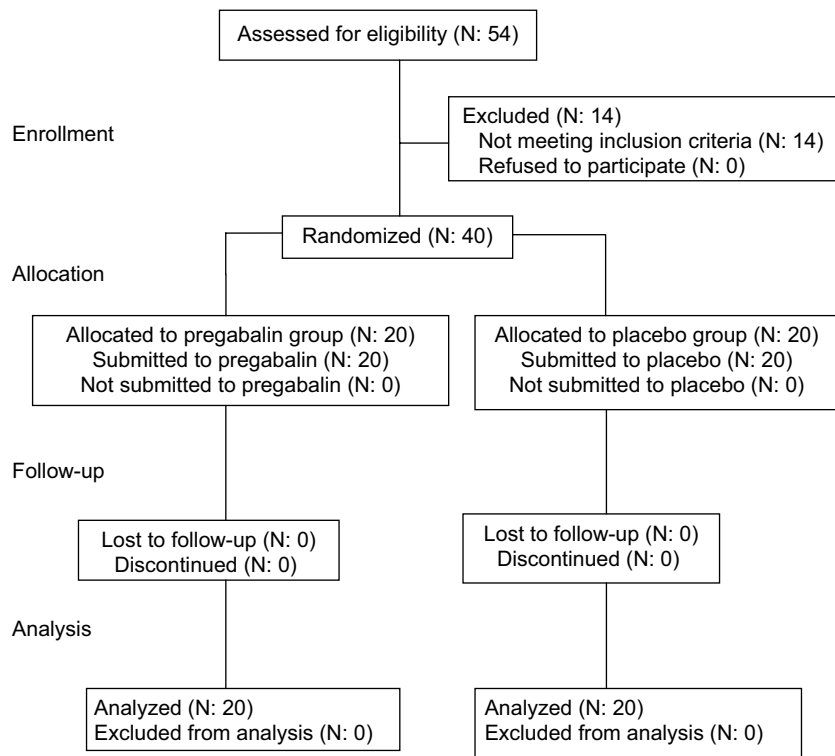 Assessed for eligibility (N: 54)
Enrollment
Excluded (N: 14)
Not meeting inclusion criteria (N: 14)
Refused to participate (N: 0)
Randomized (N: 40)
Allocation
Allocated to pregabalin group (N: 20)
Submitted to pregabalin (N: 20)
Not submitted to pregabalin (N: 0)
Allocated to placebo group (N: 20)
Submitted to placebo (N: 20)
Not submitted to placebo (N: 0)
Follow-up
Lost to follow-up (N: 0)
Discontinued (N: 0)
Lost to follow-up (N: 0)
Discontinued (N: 0)
Analysis
Analyzed (N: 20)
Excluded from analysis (N: 0)
Analyzed (N: 20)
Excluded from analysis (N: 0)